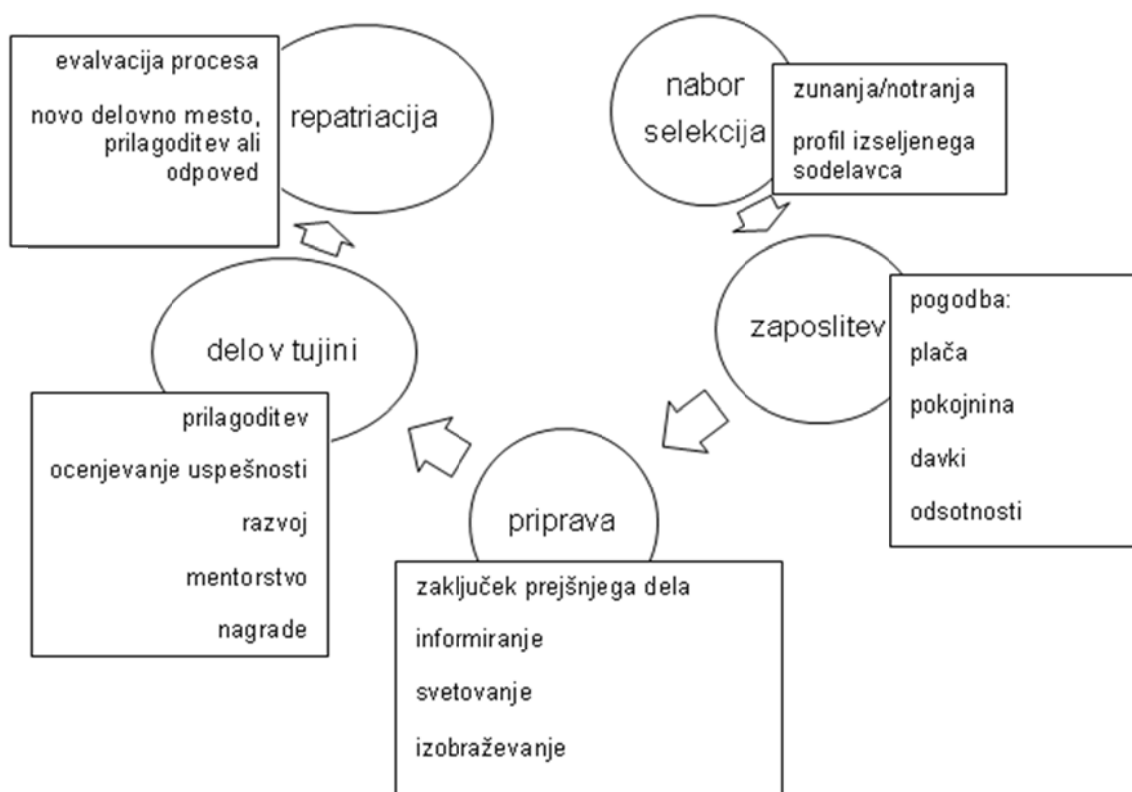 nabor
selekcija
zunanja/notranja
profil izseljenega
sodelavca
zaposlitev
pogodba:
plača
pokojnina
davki
odsotnosti
priprava
zaključek prejšnjega dela
informiranje
svetovanje
izobraževanje
delo v tujini
prilagoditev
ocenjevanje uspešnosti
razvoj
mentorstvo
nagrade
repatriacija
evalvacija procesa
novo delovno mesto,
prilagoditev ali
odpoved